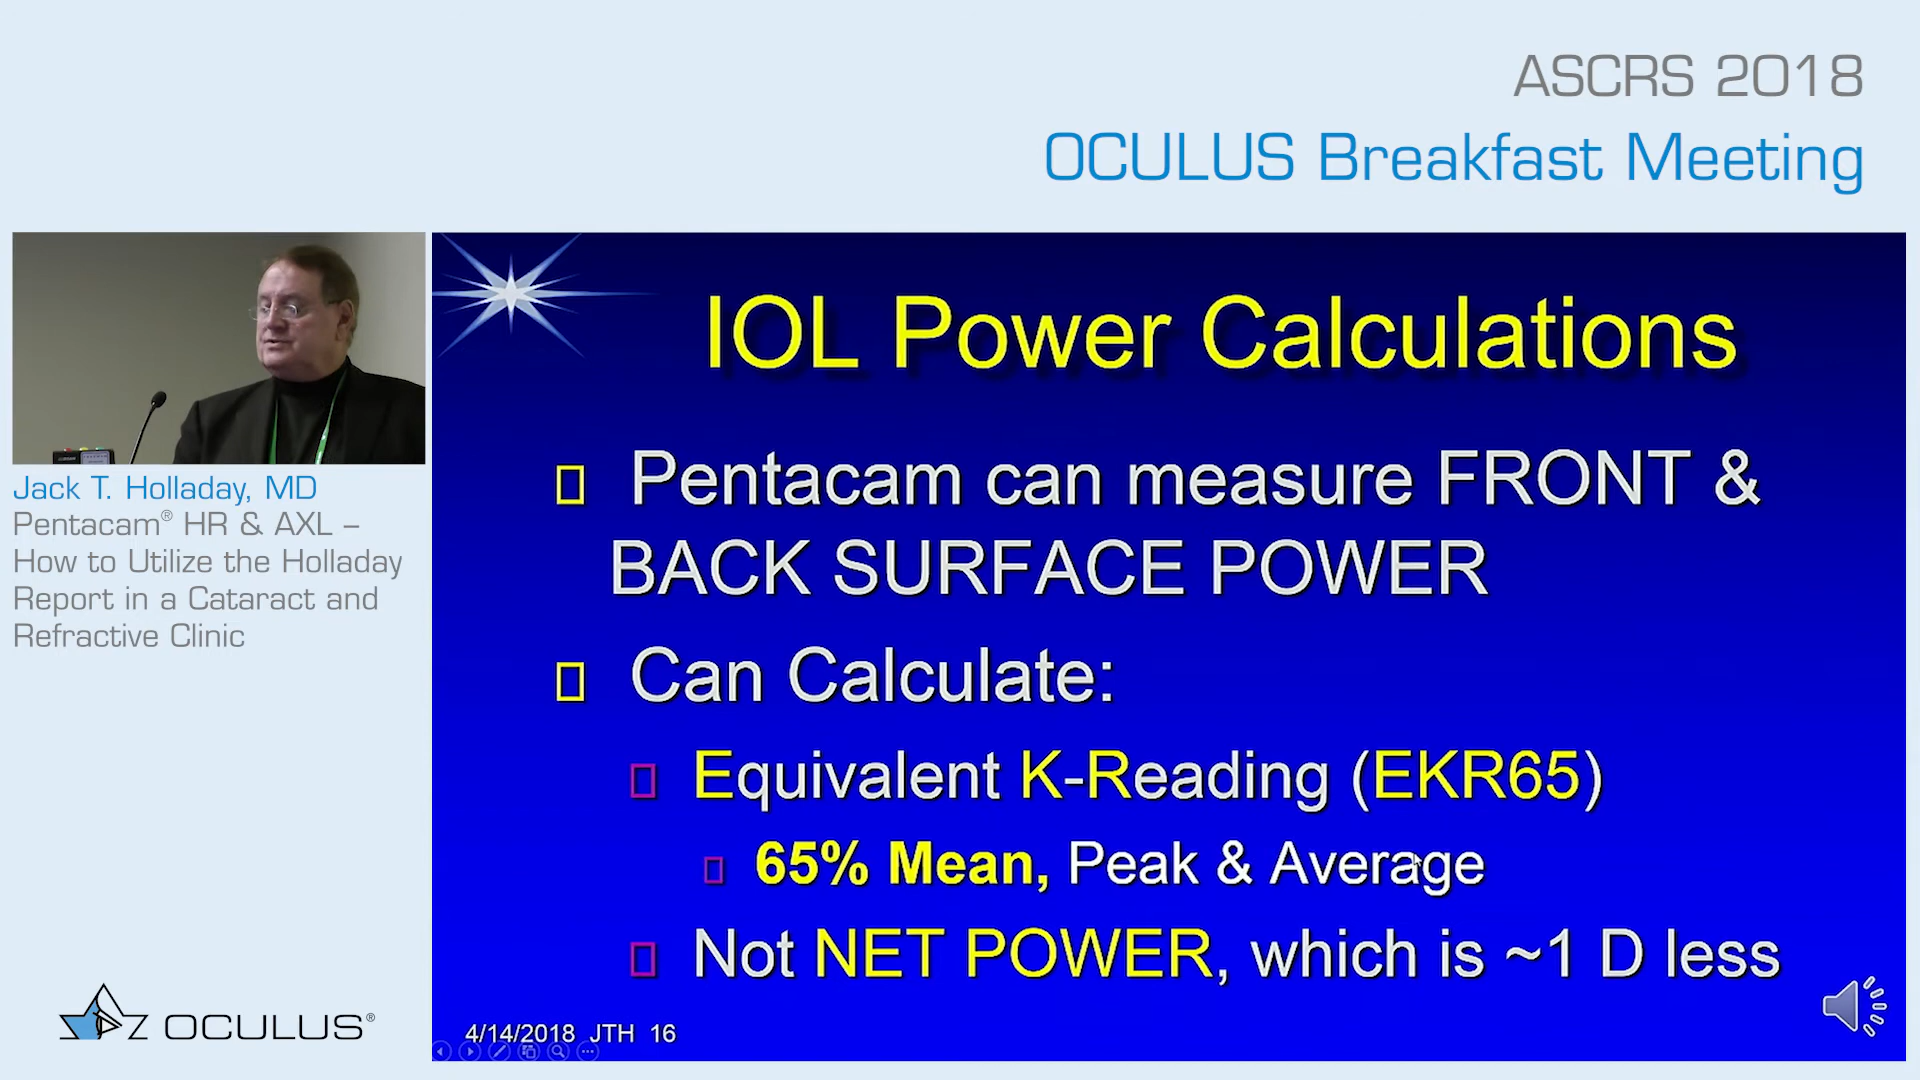 ASCRS 2018
OCULUS Breakfast Meeting
IOL Power Calculations
Pentacam can measure FRONT &
BACK SURFACE POWER
Can Calculate:
Equivalent K-Reading (EKR65)
65% Mean, Peak & Average
Not NET POWER, which is ~1 D less
4/14/2018 JTH 16
Jack T. Holladay, MD
Pentacam® HR & AXL –
How to Utilize the Holladay
Report in a Cataract and
Refractive Clinic
OCULUS®